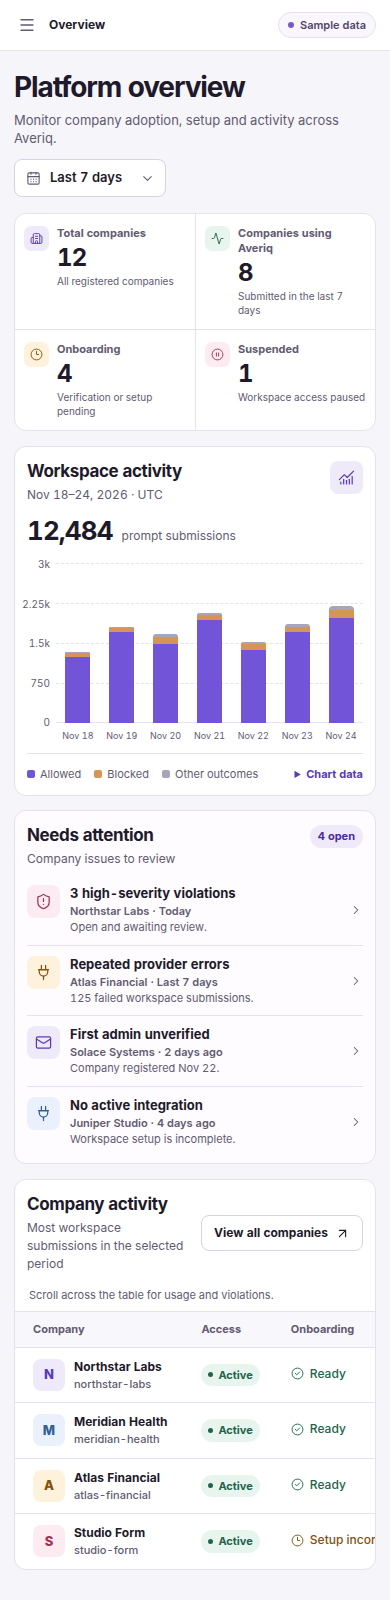 Overview
Sample data
Platform overview
Monitor company adoption, setup and activity across
Averiq.
Last 7 days
Total companies
12
All registered companies
Companies using
Averiq
8
Submitted in the last 7
days
Onboarding
4
Verification or setup
pending
Suspended
1
Workspace access paused
Workspace activity
Nov 18–24, 2026 · UTC
12,484 prompt submissions
3k
2.25k
1.5k
750
0
Nov 18 Nov 19 Nov 20 Nov 21 Nov 22 Nov 23 Nov 24
Allowed Blocked Other outcomes
Chart data
Needs attention
4 open
Company issues to review
3 high-severity violations
Northstar Labs · Today
Open and awaiting review.
Repeated provider errors
Atlas Financial · Last 7 days
125 failed workspace submissions.
First admin unverified
Solace Systems · 2 days ago
Company registered Nov 22.
No active integration
Juniper Studio · 4 days ago
Workspace setup is incomplete.
Company activity
Most workspace
submissions in the selected
period
View all companies
Scroll across the table for usage and violations.
Company Access Onboarding
N Northstar Labs
northstar-labs
Active Ready
M Meridian Health
meridian-health
Active Ready
A Atlas Financial
atlas-financial
Active Ready
S Studio Form
studio-form
Active Setup